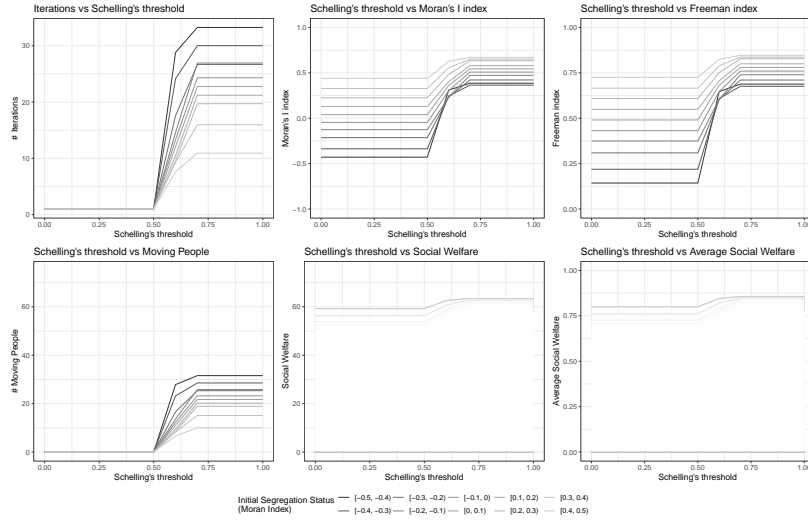 Iterations vs Schelling's threshold
# Iterations
30
20
10
0
0.00 0.25 0.50 0.75 1.00
Schelling's threshold
Schelling's threshold vs Moran's I index
Moran's I index
1.0
0.5
0.0
−0.5
−1.0
0.00 0.25 0.50 0.75 1.00
Schelling's threshold
Schelling's threshold vs Freeman index
Freeman index
1.00
0.75
0.50
0.25
0.00
0.00 0.25 0.50 0.75 1.00
Schelling's threshold
Schelling's threshold vs Moving People
# Moving People
60
40
20
0
0.00 0.25 0.50 0.75 1.00
Schelling's threshold
Schelling's threshold vs Social Welfare
Social Welfare
60
40
20
0
0.00 0.25 0.50 0.75 1.00
Schelling's threshold
Schelling's threshold vs Average Social Welfare
Average Social Welfare
1.00
0.75
0.50
0.25
0.00
0.00 0.25 0.50 0.75 1.00
Schelling's threshold
Initial Segregation Status
(Moran Index)
[−0.5, −0.4) [−0.3, −0.2) [−0.1, 0) [0.1, 0.2) [0.3, 0.4)
[−0.4, −0.3) [−0.2, −0.1) [0, 0.1) [0.2, 0.3) [0.4, 0.5)